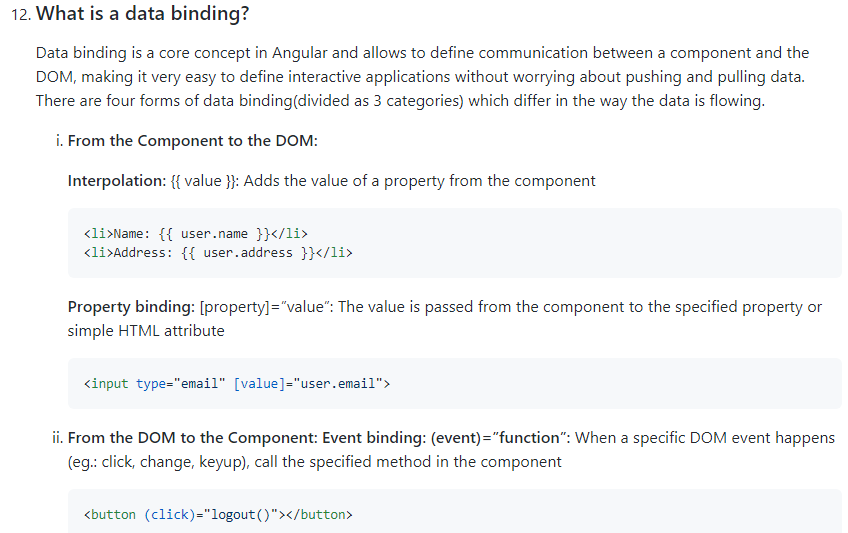 12. What is a data binding?
Data binding is a core concept in Angular and allows to define communication between a component and the
DOM, making it very easy to define interactive applications without worrying about pushing and pulling data.
There are four forms of data binding(divided as 3 categories) which differ in the way the data is flowing.
i. From the Component to the DOM:
Interpolation: {{ value }}: Adds the value of a property from the component
<li>Name: {{ user.name }}</li>
<li>Address: {{ user.address }}</li>
Property binding: [property]="value": The value is passed from the component to the specified property or
simple HTML attribute
<input type="email" [value]="user.email">
ii. From the DOM to the Component: Event binding: (event)="function": When a specific DOM event happens
(eg.: click, change, keyup), call the specified method in the component
<button (click)="logout()"></button>